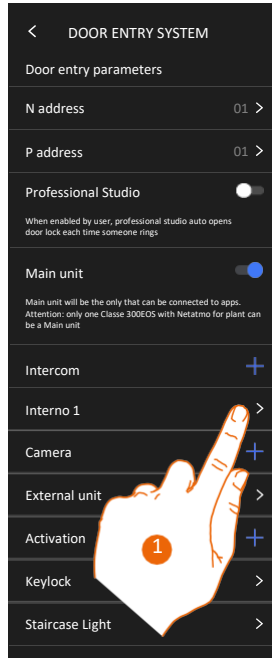 DOOR ENTRY SYSTEM
Door entry parameters
N address 01
P address 01
Professional Studio
When enabled by user, professional studio auto opens
door lock each time someone rings
Main unit
Main unit will be the only that can be connected to apps.
Attention: only one Classe 300EOS with Netatmo for plant can
be a Main unit
Intercom
Interno 1
Camera
External unit
Activation
1
Keylock
Staircase Light